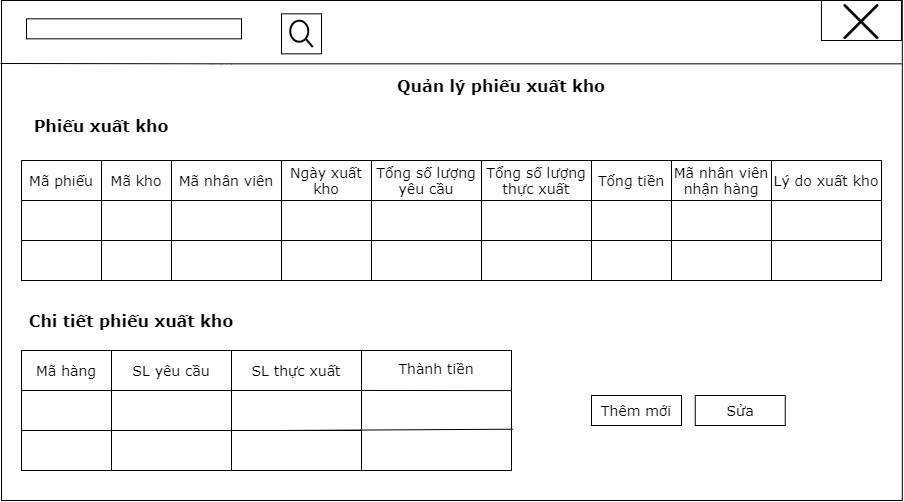 Quản lý phiếu xuất kho
Phiếu xuất kho
Mã phiếu
Mã kho
Mã nhân viên
Ngày xuất
kho
Tổng số lượng
yêu cầu
Tổng số lượng
thực xuất
Tổng tiền
Mã nhân viên
nhận hàng
Lý do xuất kho
Chi tiết phiếu xuất kho
Mã hàng
SL yêu cầu
SL thực xuất
Thành tiền
Thêm mới
Sửa